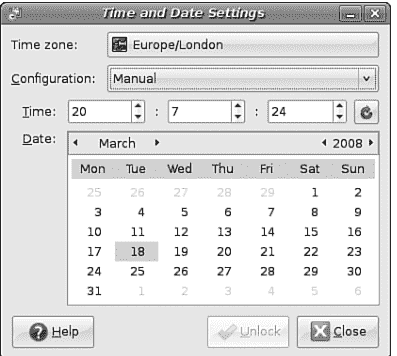 Time and Date Settings
Time zone: Europe/London
Configuration: Manual
Time: 20 : 7 : 24
Date: March 2008
Mon Tue Wed Thu Fri Sat Sun
25 26 27 28 29 1 2
3 4 5 6 7 8 9
10 11 12 13 14 15 16
17 18 19 20 21 22 23
24 25 26 27 28 29 30
31 1 2 3 4 5 6
Help Unlock Close